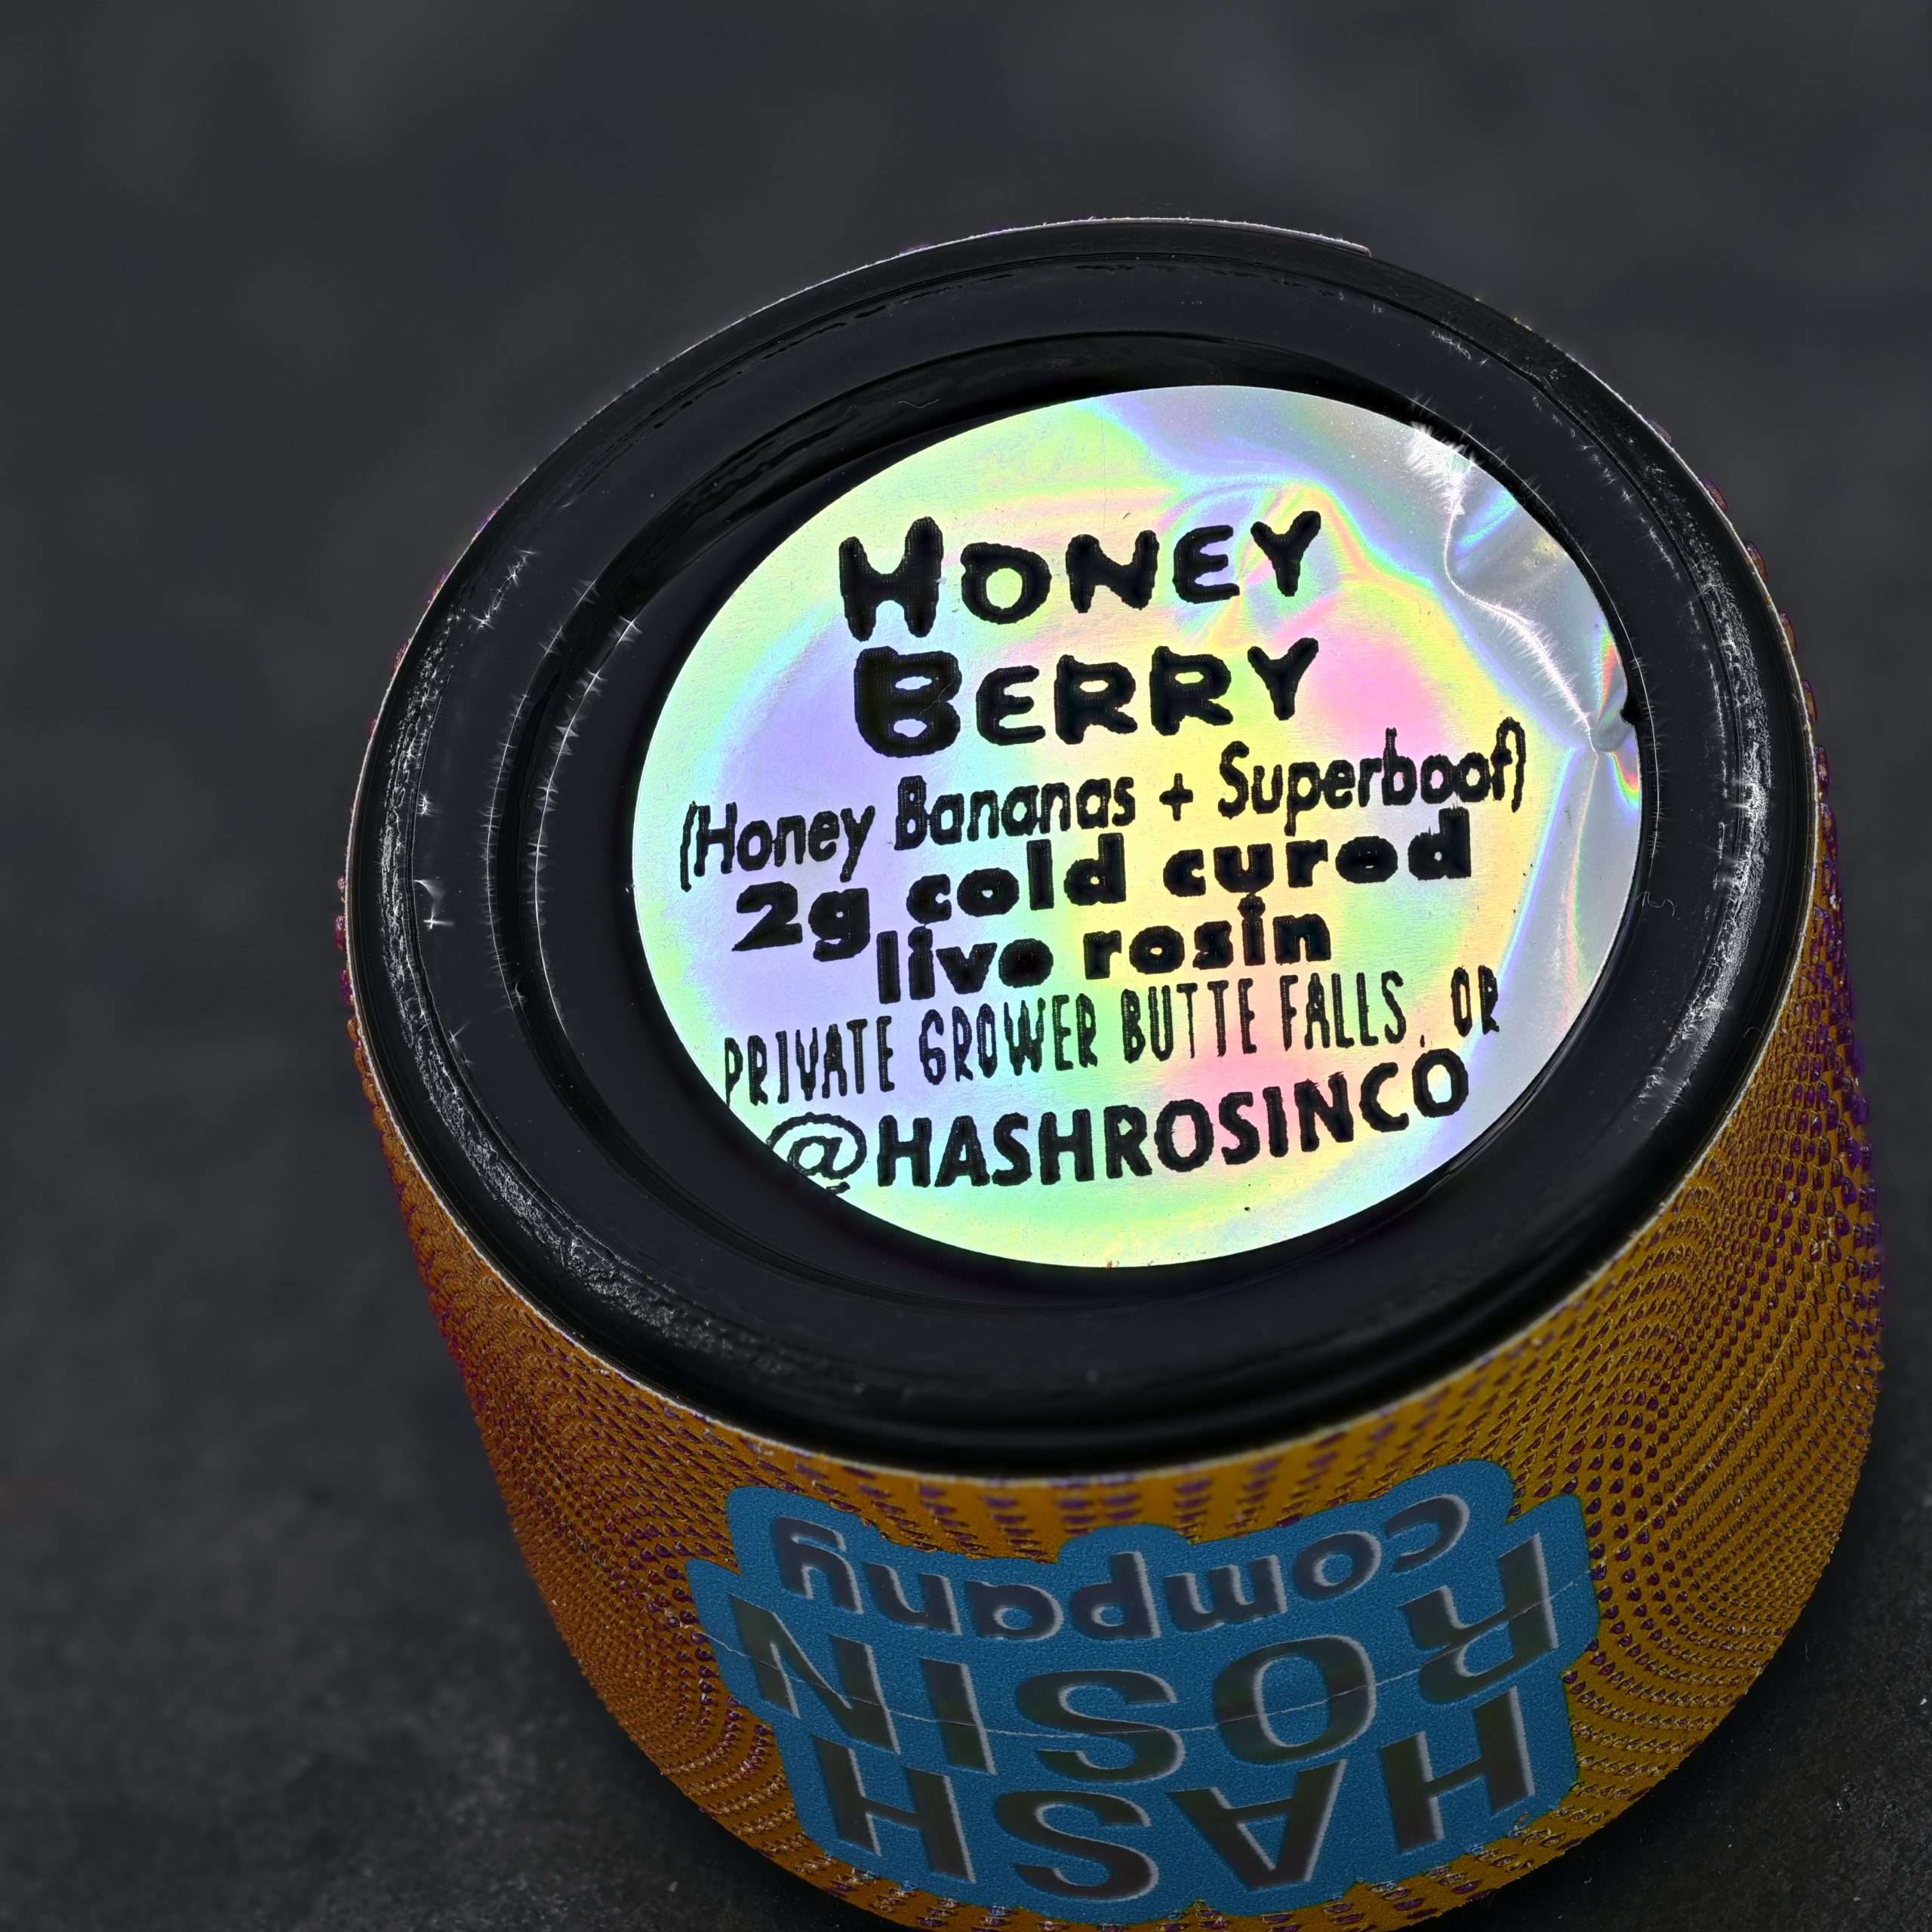 HONEY
BERRY
(Honey Bananas + Superboof)
2g cold cured
live rosin
PRIVATE GROWER BUTTE FALLS, OR
@HASHROSINCO
HASH
ROSIN
company